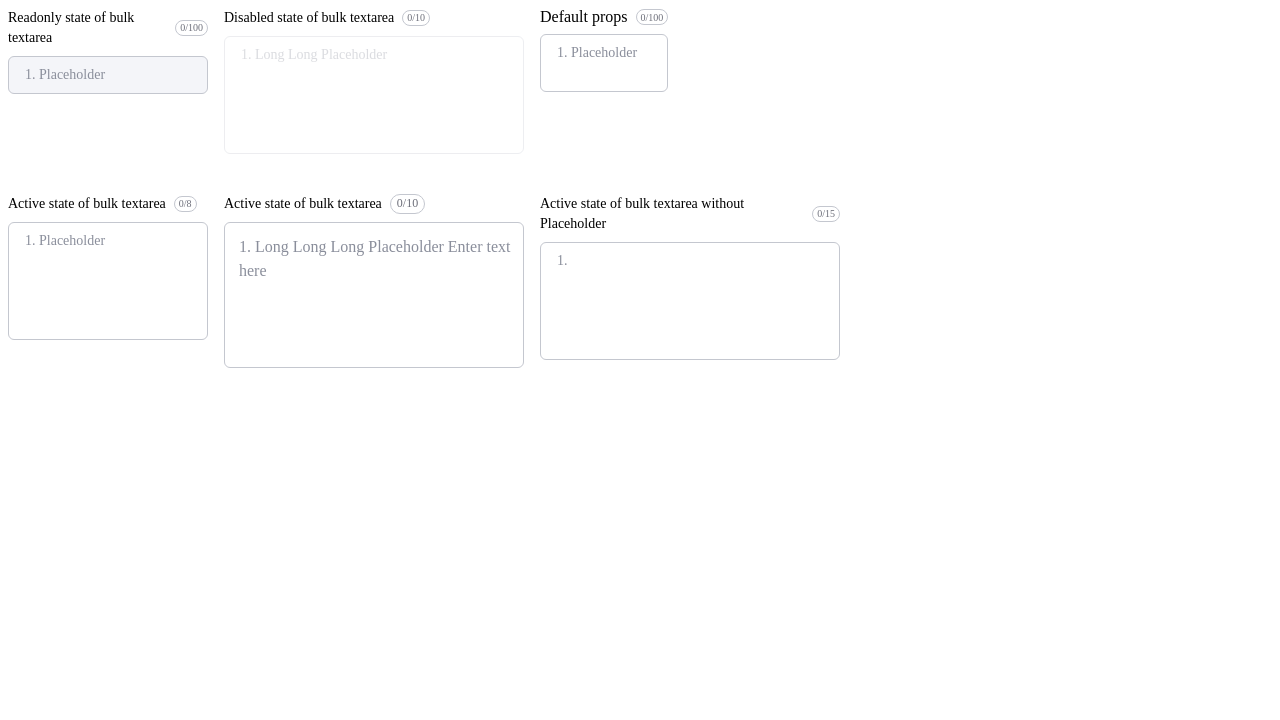 Readonly state of bulk
textarea
0/100
1. Placeholder
Disabled state of bulk textarea 0/10
1. Long Long Placeholder
Default props 0/100
1. Placeholder
Active state of bulk textarea 0/8
1. Placeholder
Active state of bulk textarea 0/10
1. Long Long Long Placeholder Enter text
here
Active state of bulk textarea without
Placeholder
0/15
1.